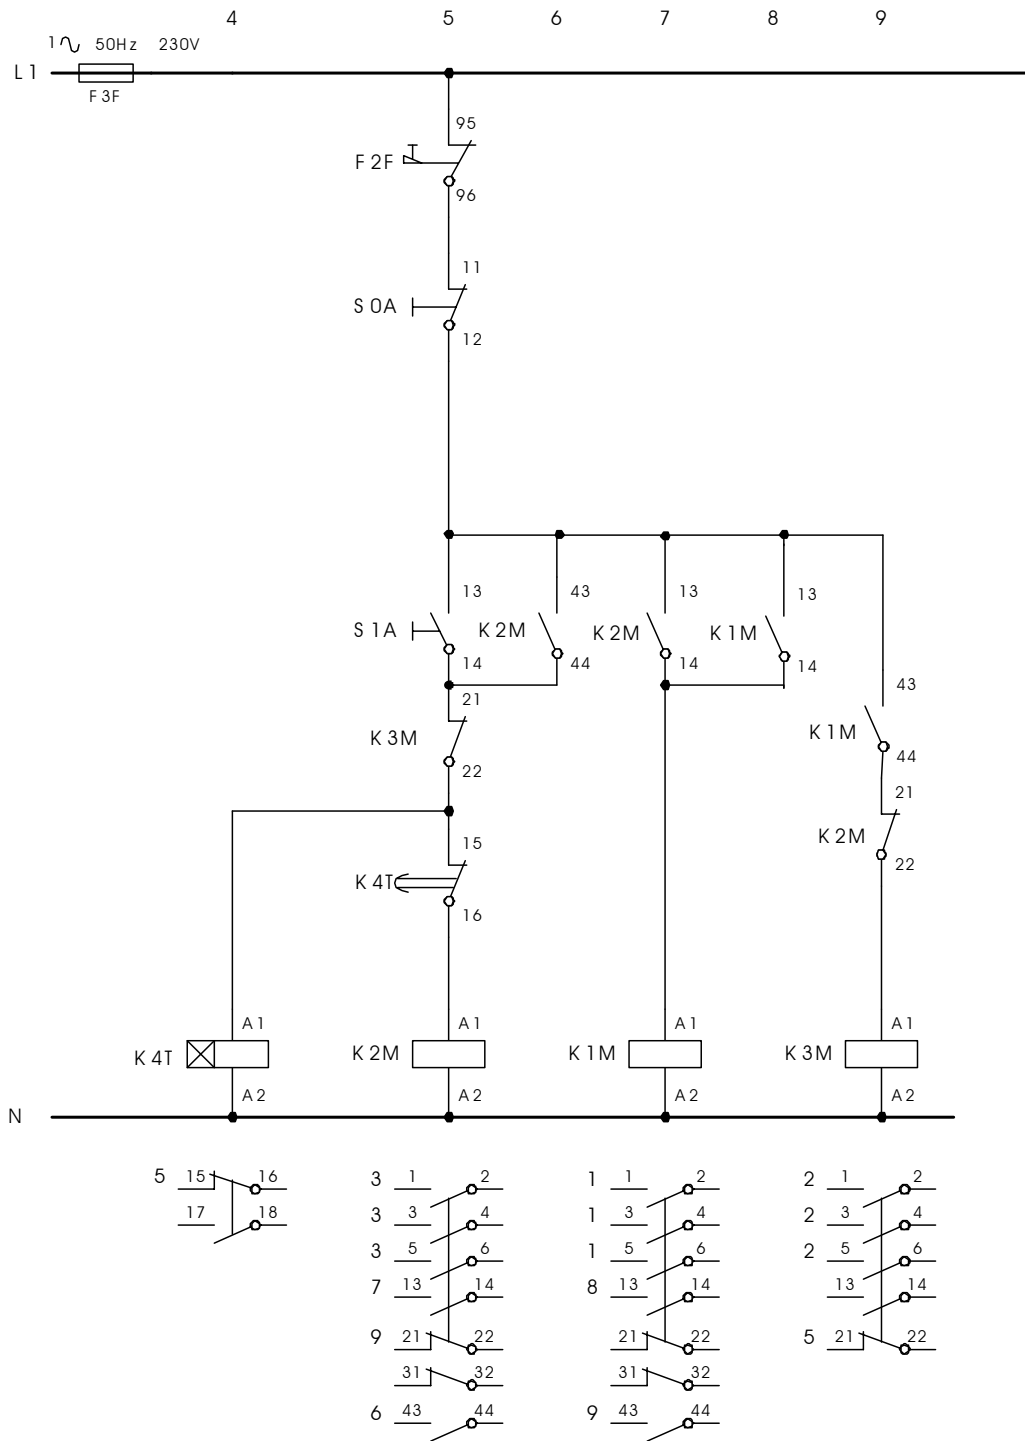 4 5 6 7 8 9
1 50Hz 230V
L1
F3F
95
F2F
96
11
S0A
12
13 43 13 13
S1A K2M K2M K1M
14 44 14 14
21 43
K3M K1M
22 44
21
15 K2M
K4T 22
16
A1 A1 A1 A1
K4T K2M K1M K3M
A2 A2 A2 A2
N
5 15 16 3 1 2 1 1 2 2 1 2
17 18 3 3 4 1 3 4 2 3 4
3 5 6 1 5 6 2 5 6
7 13 14 8 13 14 13 14
9 21 22 21 22 5 21 22
31 32 31 32
6 43 44 9 43 44